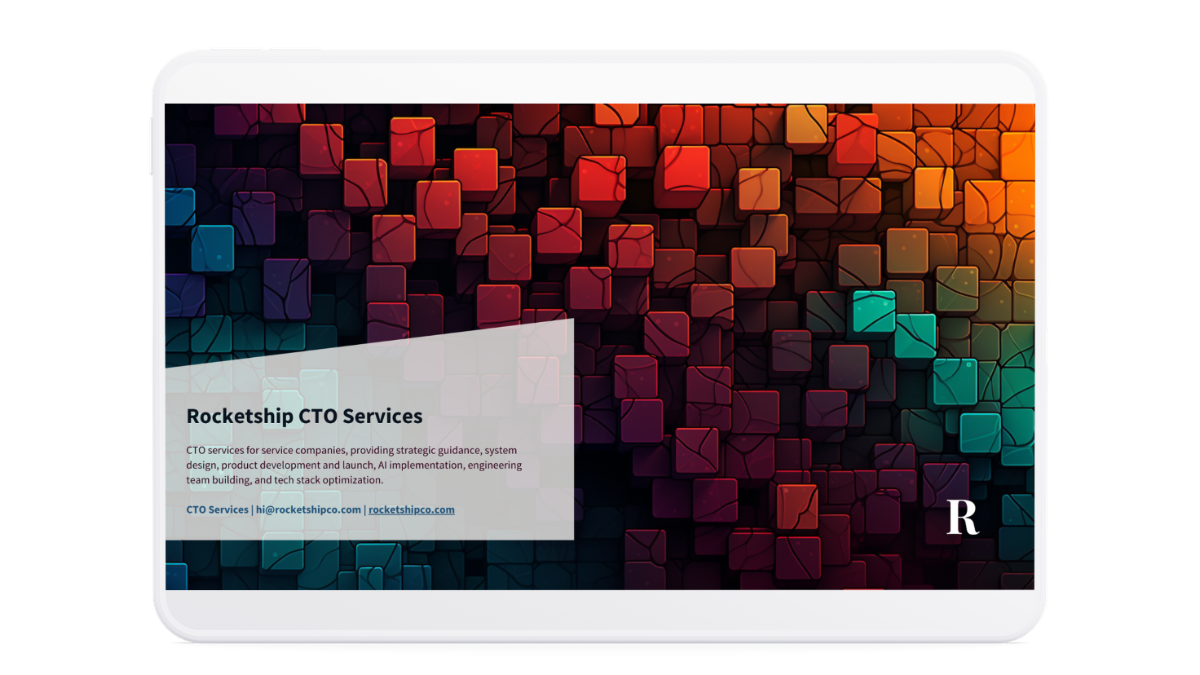 Rocketship CTO Services
CTO services for service companies, providing strategic guidance, system
design, product development and launch, AI implementation, engineering
team building, and tech stack optimization.
CTO Services | hi@rocketshipco.com | rocketshipco.com
R